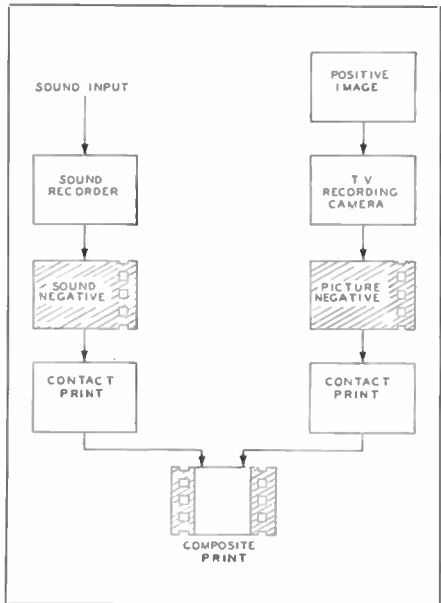 SOUND INPUT
SOUND
RECORDER
SOUND
NEGATIVE
CONTACT
PRINT
POSITIVE
IMAGE
T V
RECORDING
CAMERA
PICTURE
NEGATIVE
CONTACT
PRINT
COMPOSITE
PRINT